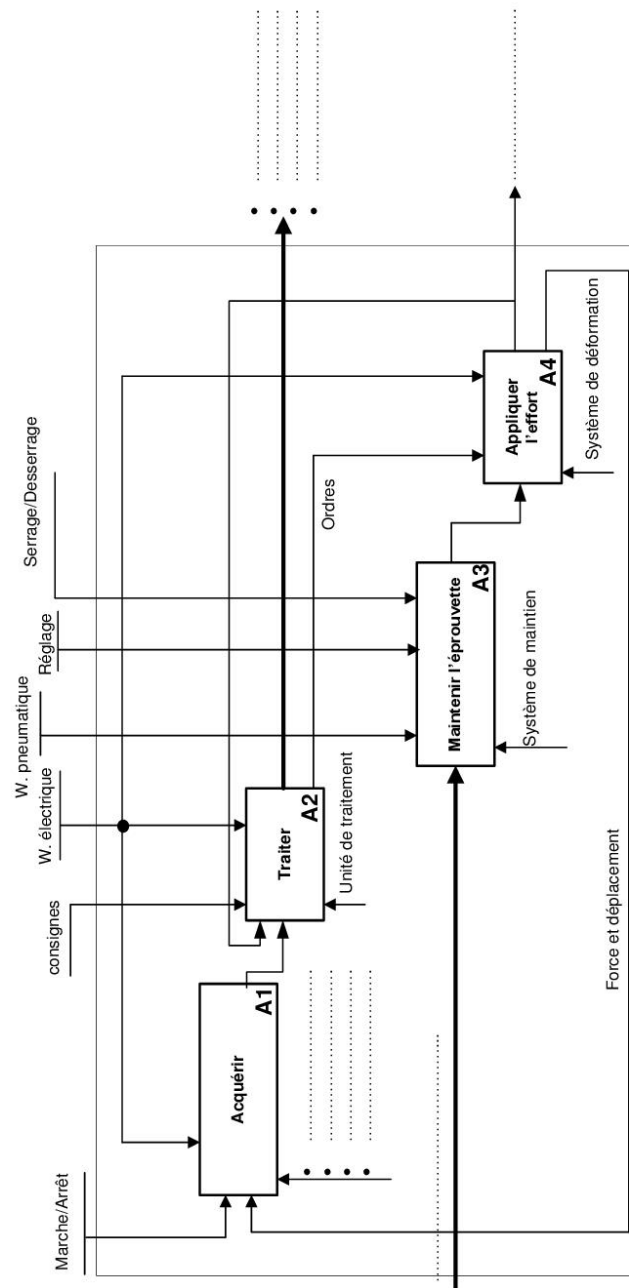 Marche/Arrêt
consignes
W. électrique
W. pneumatique
Réglage
Serrage/Desserrage
Acquérir
A1
Traiter
A2
Unité de traitement
Ordres
Maintenir l'éprouvette
A3
Système de maintien
Appliquer
l'effort
A4
Système de déformation
Force et déplacement